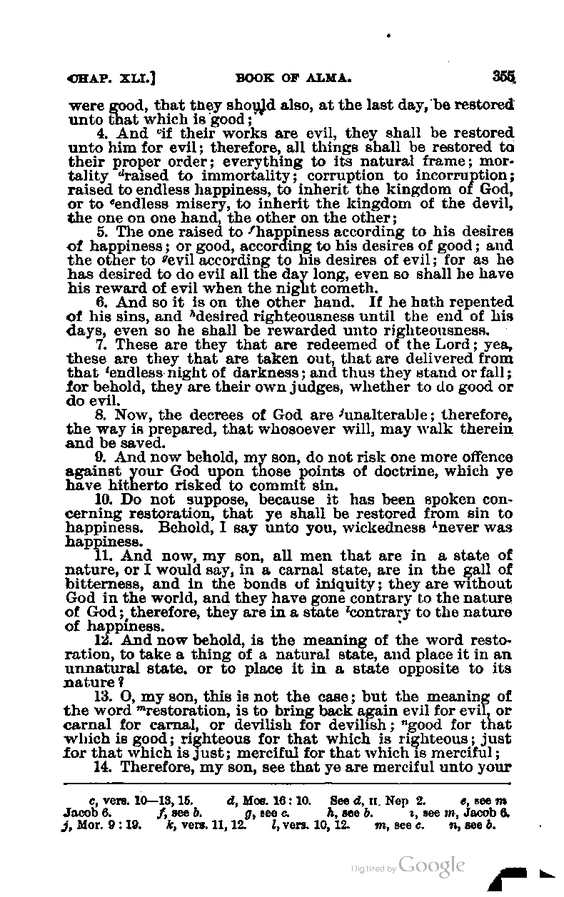 CHAP. XLI.] BOOK OF ALMA. 355
were good, that they should also, at the last day, be restored
unto that which is good;
4. And cif their works are evil, they shall be restored
unto him for evil; therefore, all things shall be restored to
their proper order; everything to its natural frame; mor-
tality draised to immortality; corruption to incorruption;
raised to endless happiness, to inherit the kingdom of God,
or to eendless misery, to inherit the kingdom of the devil,
the one on one hand, the other on the other;
5. The one raised to fhappiness according to his desires
of happiness; or good, according to his desires of good; and
the other to gevil according to his desires of evil; for as he
has desired to do evil all the day long, even so shall he have
his reward of evil when the night cometh.
6. And so it is on the other hand. If he hath repented
of his sins, and hdesired righteousness until the end of his
days, even so he shall be rewarded unto righteousness.
7. These are they that are redeemed of the Lord; yea,
these are they that are taken out, that are delivered from
that iendless night of darkness; and thus they stand or fall;
for behold, they are their own judges, whether to do good or
do evil.
8. Now, the decrees of God are junalterable; therefore,
the way is prepared, that whosoever will, may walk therein
and be saved.
9. And now behold, my son, do not risk one more offence
against your God upon those points of doctrine, which ye
have hitherto risked to commit sin.
10. Do not suppose, because it has been spoken con-
cerning restoration, that ye shall be restored from sin to
happiness. Behold, I say unto you, wickedness knever was
happiness.
11. And now, my son, all men that are in a state of
nature, or I would say, in a carnal state, are in the gall of
bitterness, and in the bonds of iniquity; they are without
God in the world, and they have gone contrary to the nature
of God; therefore, they are in a state lcontrary to the nature
of happiness.
12. And now behold, is the meaning of the word resto-
ration, to take a thing of a natural state, and place it in an
unnatural state, or to place it in a state opposite to its
nature?
13. O, my son, this is not the case; but the meaning of
the word mrestoration, is to bring back again evil for evil, or
carnal for carnal, or devilish for devilish; ngood for that
which is good; righteous for that which is righteous; just
for that which is just; merciful for that which is merciful;
14. Therefore, my son, see that ye are merciful unto your
c, vers. 10—13, 15. d, Mos. 16:10. See d, II. Nep 2. e, see m
Jacob 6. f, see b. g, see c. h, see b. i, see m, Jacob 6.
j, Mor. 9:19. k, vers. 11, 12. l, vers. 10, 12. m, see c. n, see b.
Digitized by Google